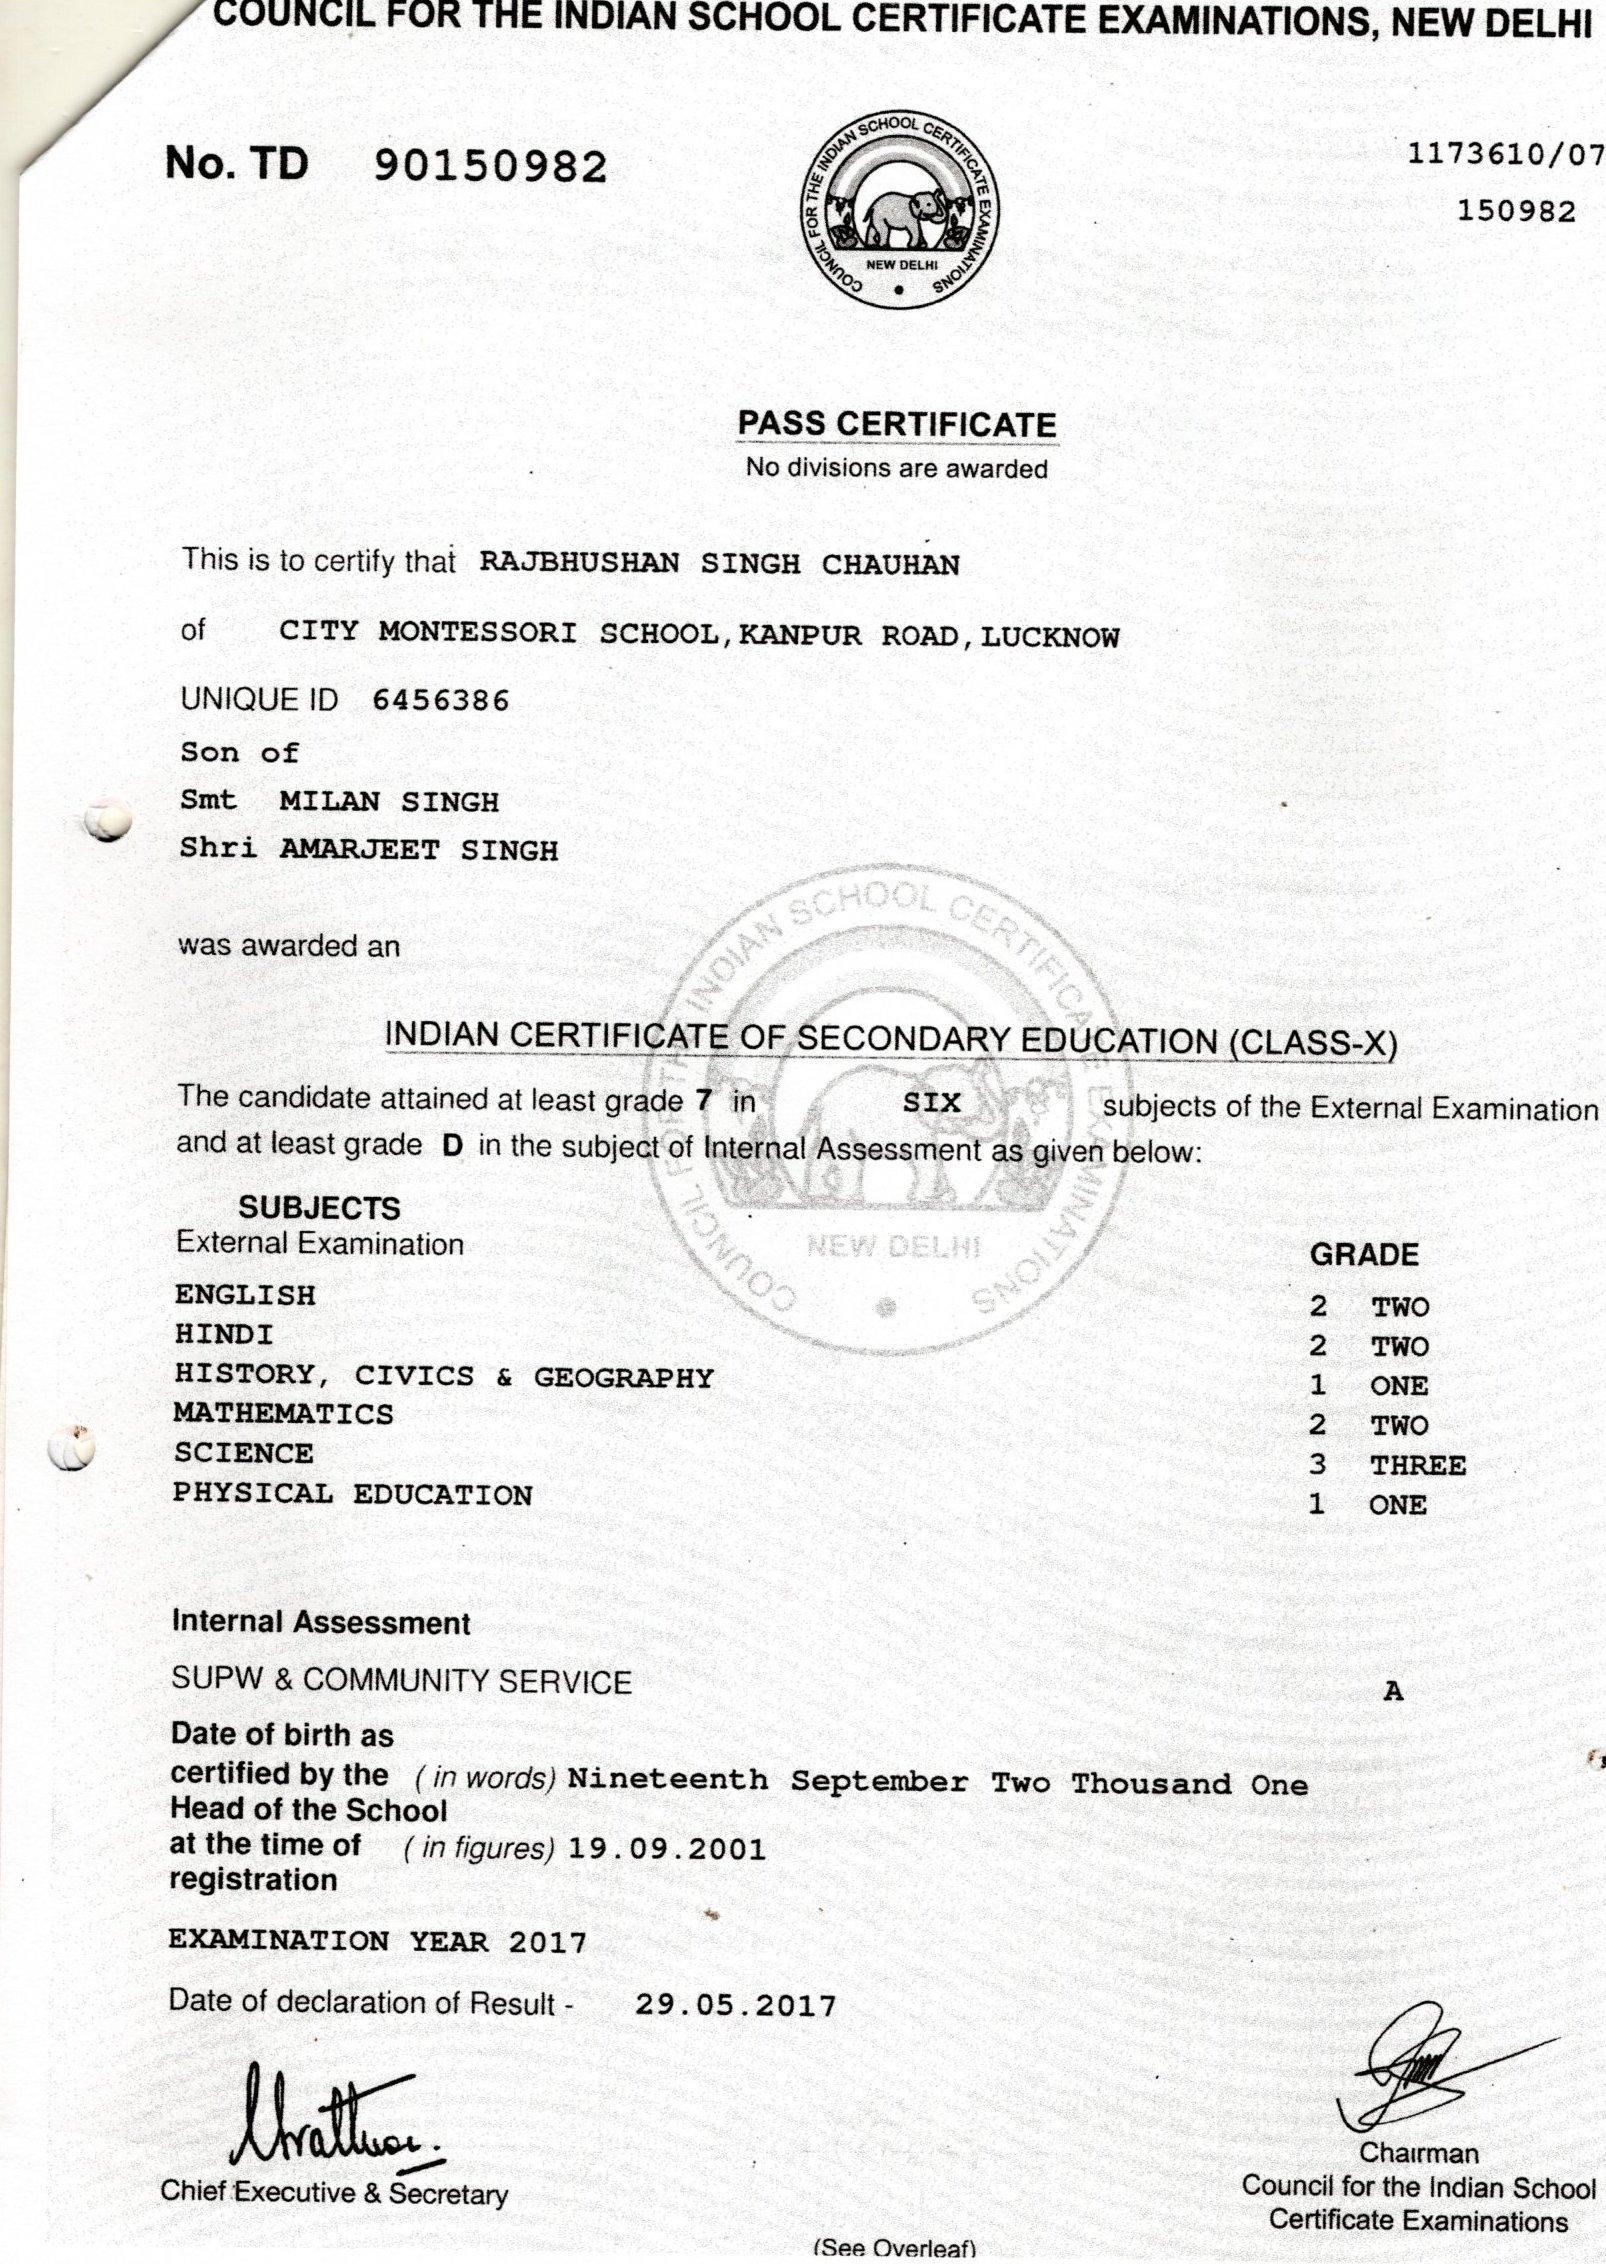 COUNCIL FOR THE INDIAN SCHOOL CERTIFICATE EXAMINATIONS, NEW DELHI
No. TD 90150982
1173610/07
150982
COUNCIL FOR THE INDIAN SCHOOL CERTIFICATE EXAMINATIONS
NEW DELHI
PASS CERTIFICATE
No divisions are awarded
This is to certify that RAJBHUSHAN SINGH CHAUHAN
of CITY MONTESSORI SCHOOL, KANPUR ROAD, LUCKNOW
UNIQUE ID 6456386
Son of
Smt MILAN SINGH
Shri AMARJEET SINGH
was awarded an
COUNCIL FOR THE INDIAN SCHOOL CERTIFICATE EXAMINATIONS
NEW DELHI
INDIAN CERTIFICATE OF SECONDARY EDUCATION (CLASS-X)
The candidate attained at least grade 7 in SIX subjects of the External Examination
and at least grade D in the subject of Internal Assessment as given below:
SUBJECTS
External Examination GRADE
ENGLISH 2 TWO
HINDI 2 TWO
HISTORY, CIVICS & GEOGRAPHY 1 ONE
MATHEMATICS 2 TWO
SCIENCE 3 THREE
PHYSICAL EDUCATION 1 ONE
Internal Assessment
SUPW & COMMUNITY SERVICE A
Date of birth as
certified by the (in words) Nineteenth September Two Thousand One
Head of the School
at the time of (in figures) 19.09.2001
registration
EXAMINATION YEAR 2017
Date of declaration of Result - 29.05.2017
Chief Executive & Secretary
Chairman
Council for the Indian School
Certificate Examinations
(See Overleaf)